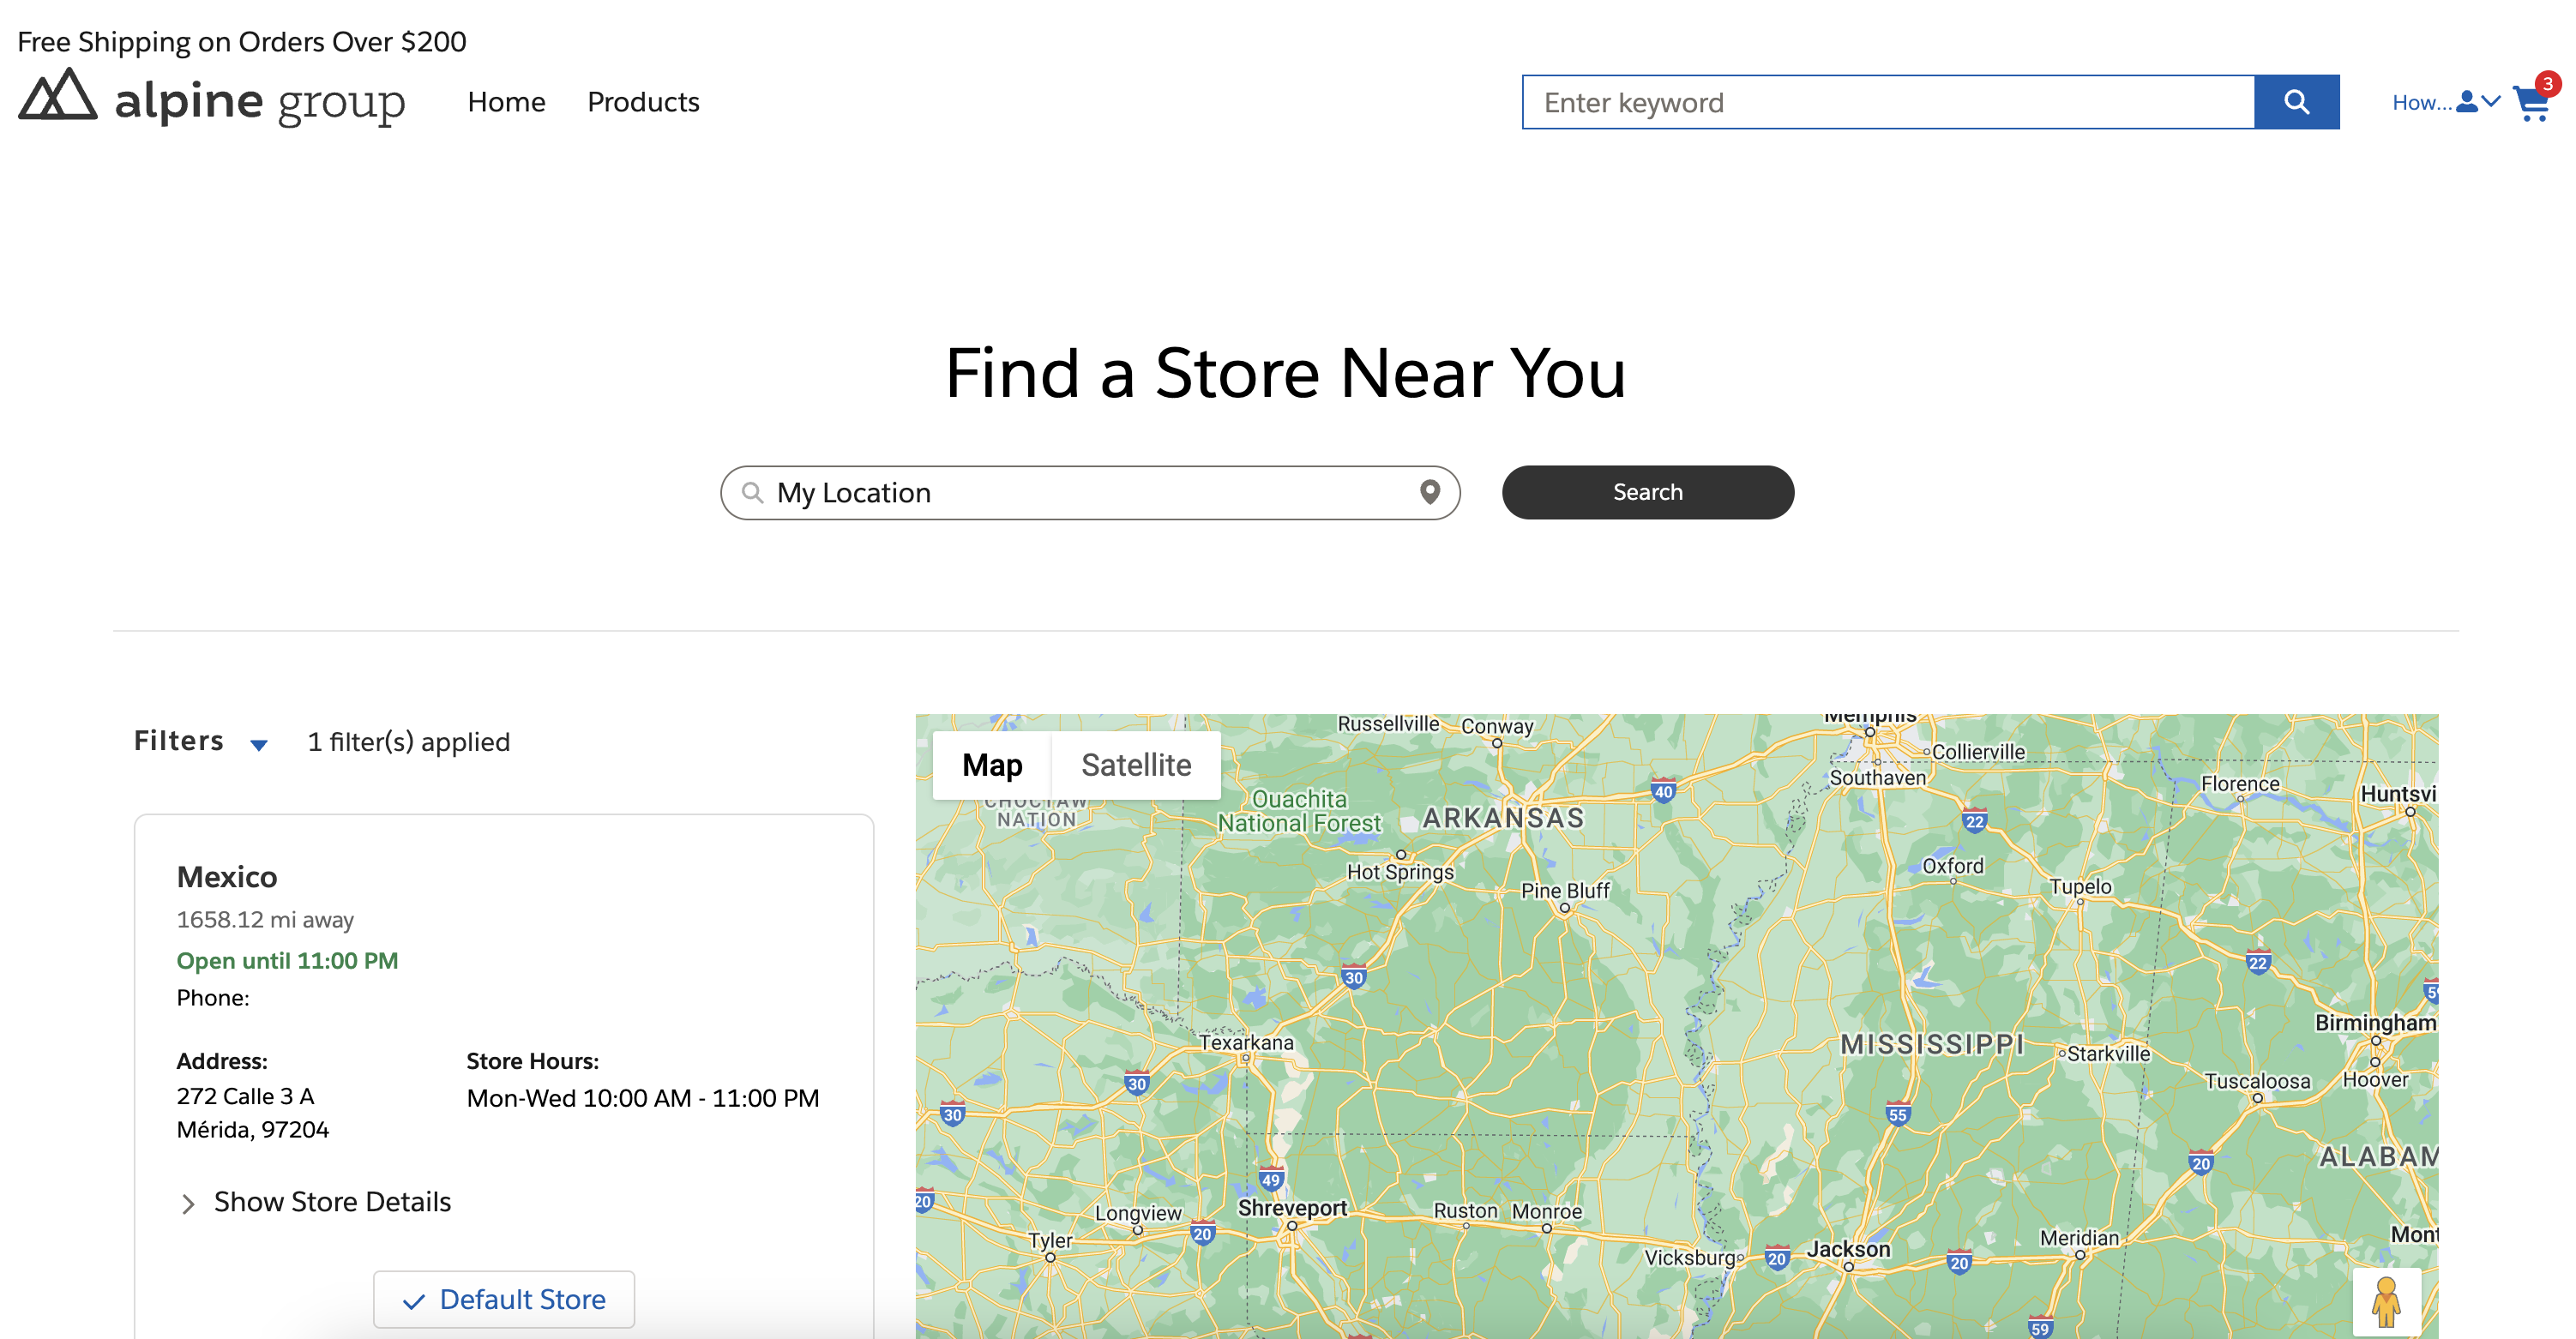 Free Shipping on Orders Over $200
alpine group
Home
Products
Enter keyword
How...
3
Find a Store Near You
My Location
Search
Filters
1 filter(s) applied
Mexico
1658.12 mi away
Open until 11:00 PM
Phone:
Address:
272 Calle 3 A
Mérida, 97204
Store Hours:
Mon-Wed 10:00 AM - 11:00 PM
Show Store Details
Default Store
Map
Satellite
Russellville
Conway
Memphis
Collierville
Southaven
Florence
Huntsvi
CHOCTAW
NATION
Ouachita
National Forest
ARKANSAS
40
22
Hot Springs
Oxford
Pine Bluff
Tupelo
30
22
5
Birmingham
Texarkana
MISSISSIPPI
Starkville
30
Tuscaloosa
Hoover
30
55
ALABAM
20
49
20
Longview
Shreveport
Ruston
Monroe
20
Tyler
Vicksburg
20
Jackson
20
Meridian
Mont
59